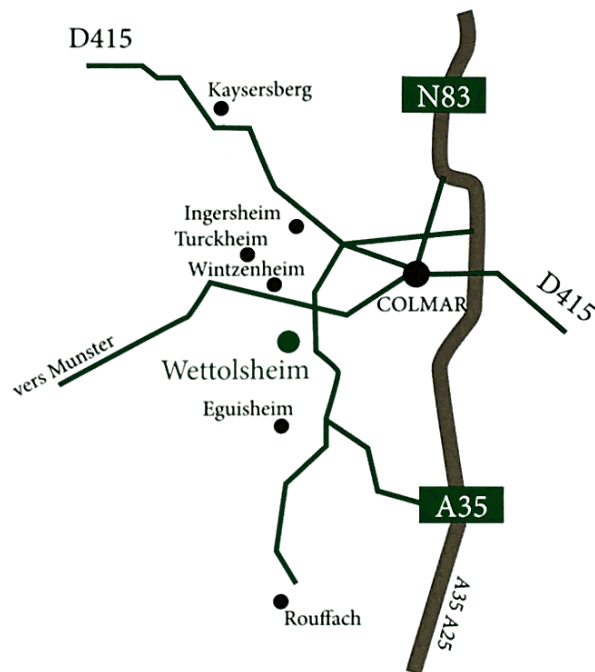 D415
Kaysersberg
N83
Ingersheim
Turckheim
Wintzenheim
COLMAR
D415
vers Munster
Wettolsheim
Eguisheim
A35
A35 A25
Rouffach